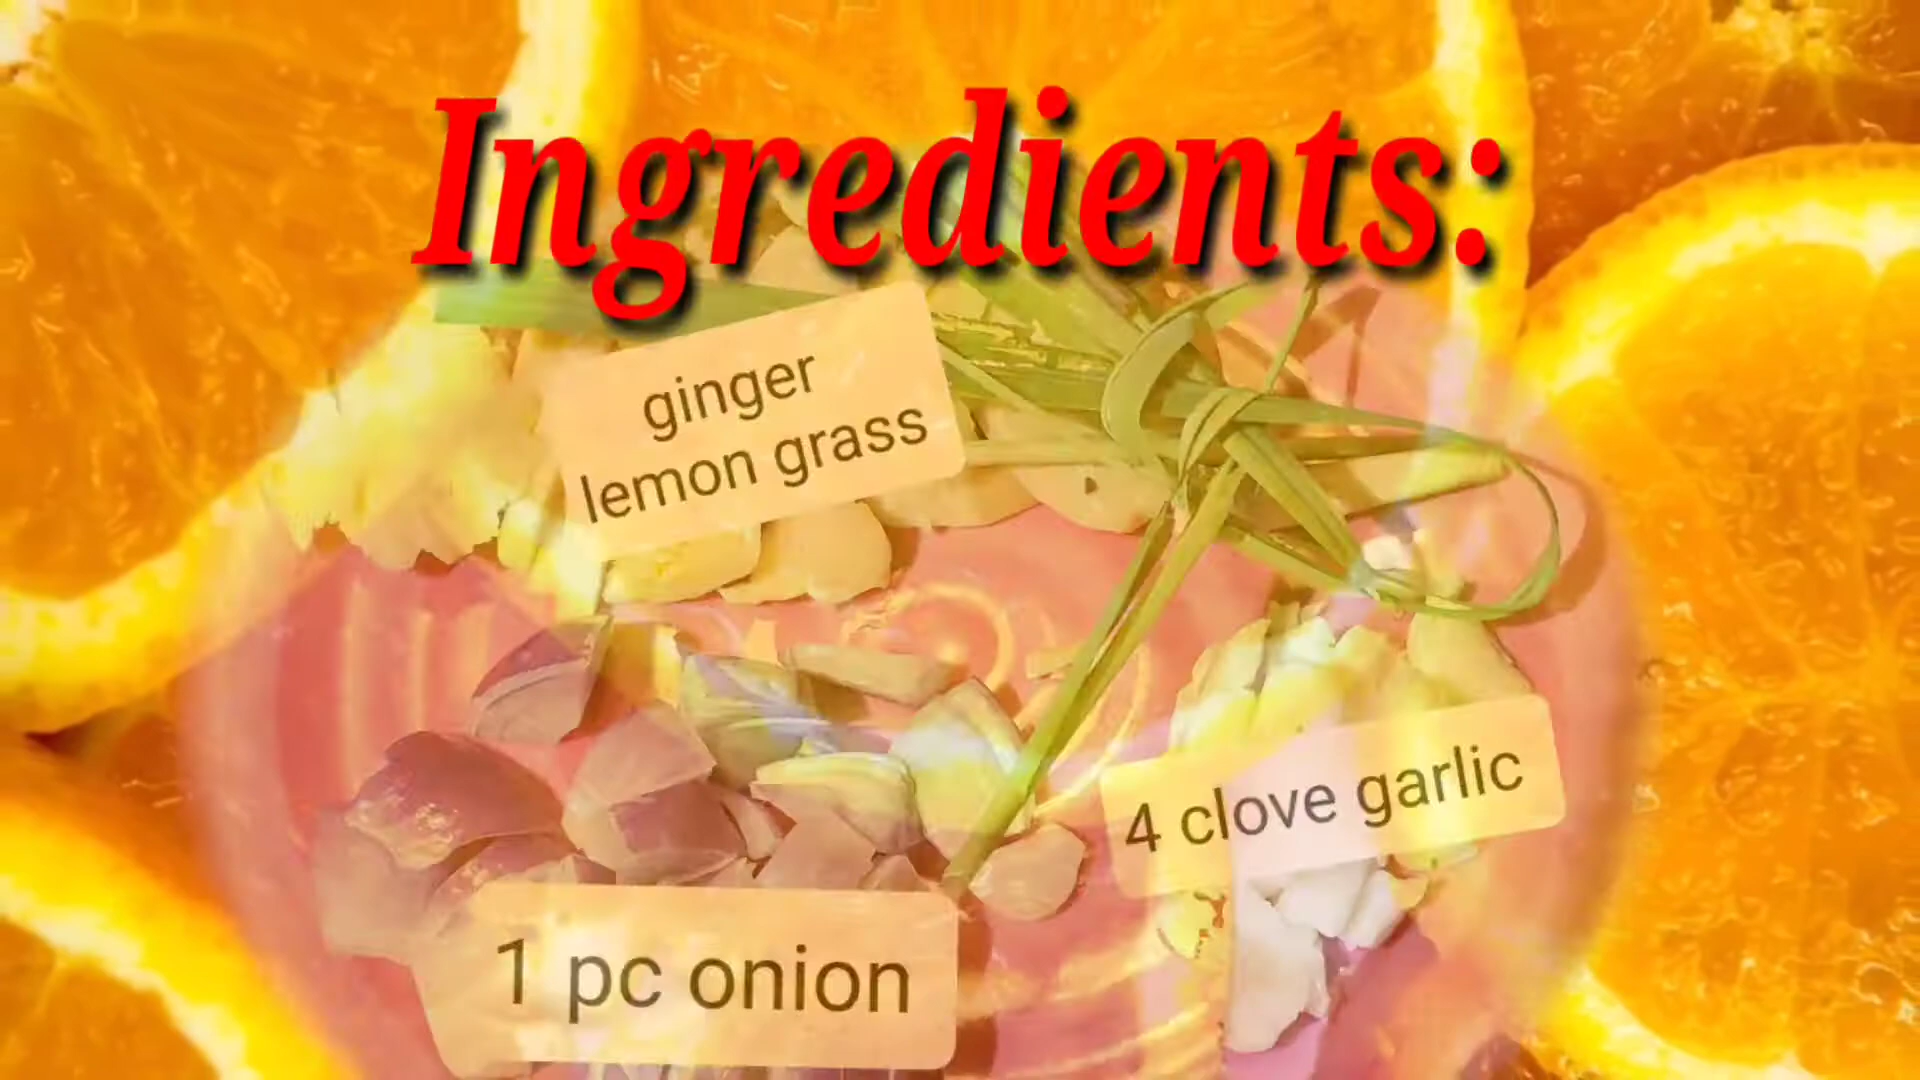 Ingredients:
ginger
lemon grass
4 clove garlic
1 pc onion